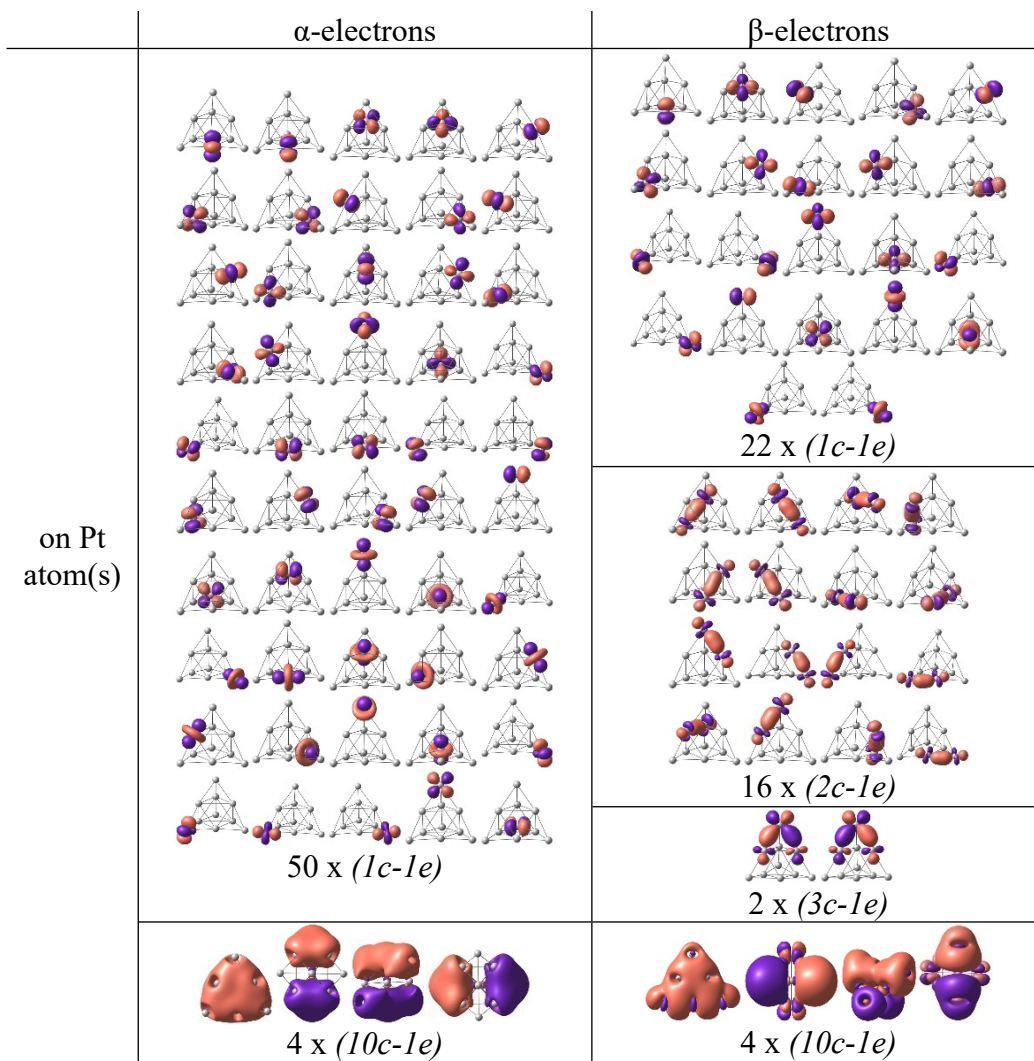 α-electrons
β-electrons
on Pt
atom(s)
50 x (1c-1e)
22 x (1c-1e)
16 x (2c-1e)
2 x (3c-1e)
4 x (10c-1e)
4 x (10c-1e)